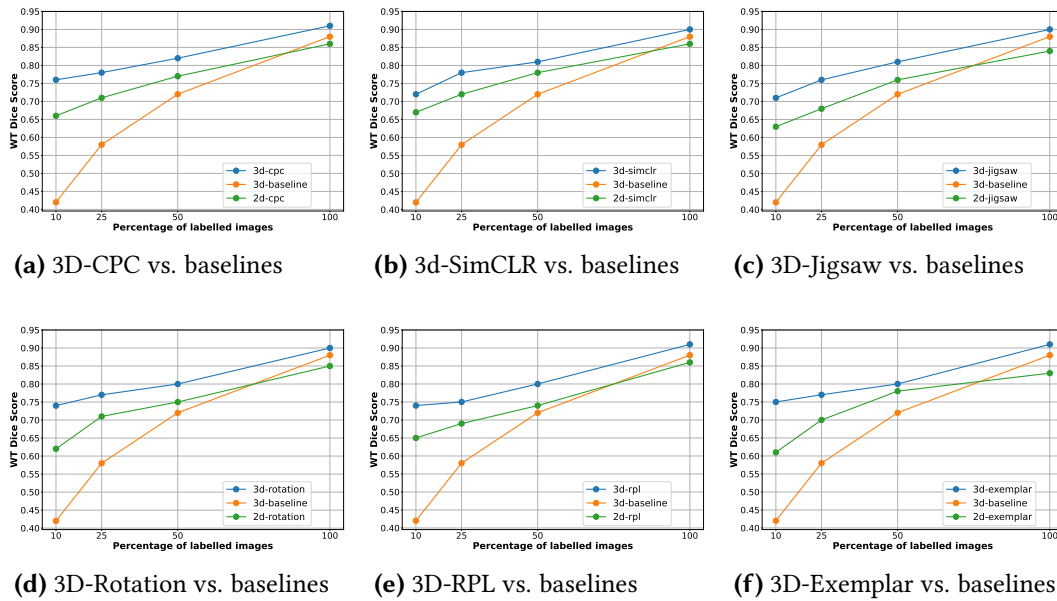 0.95
0.90
0.85
0.80
0.75
0.70
0.65
0.60
0.55
0.50
0.45
0.40
WT Dice Score
3d-cpc
3d-baseline
2d-cpc
10 25 50 100
Percentage of labelled images
(a) 3D-CPC vs. baselines
0.95
0.90
0.85
0.80
0.75
0.70
0.65
0.60
0.55
0.50
0.45
0.40
WT Dice Score
3d-simclr
3d-baseline
2d-simclr
10 25 50 100
Percentage of labelled images
(b) 3d-SimCLR vs. baselines
0.95
0.90
0.85
0.80
0.75
0.70
0.65
0.60
0.55
0.50
0.45
0.40
WT Dice Score
3d-jigsaw
3d-baseline
2d-jigsaw
10 25 50 100
Percentage of labelled images
(c) 3D-Jigsaw vs. baselines
0.95
0.90
0.85
0.80
0.75
0.70
0.65
0.60
0.55
0.50
0.45
0.40
WT Dice Score
3d-rotation
3d-baseline
2d-rotation
10 25 50 100
Percentage of labelled images
(d) 3D-Rotation vs. baselines
0.95
0.90
0.85
0.80
0.75
0.70
0.65
0.60
0.55
0.50
0.45
0.40
WT Dice Score
3d-rpl
3d-baseline
2d-rpl
10 25 50 100
Percentage of labelled images
(e) 3D-RPL vs. baselines
0.95
0.90
0.85
0.80
0.75
0.70
0.65
0.60
0.55
0.50
0.45
0.40
WT Dice Score
3d-exemplar
3d-baseline
2d-exemplar
10 25 50 100
Percentage of labelled images
(f) 3D-Exemplar vs. baselines